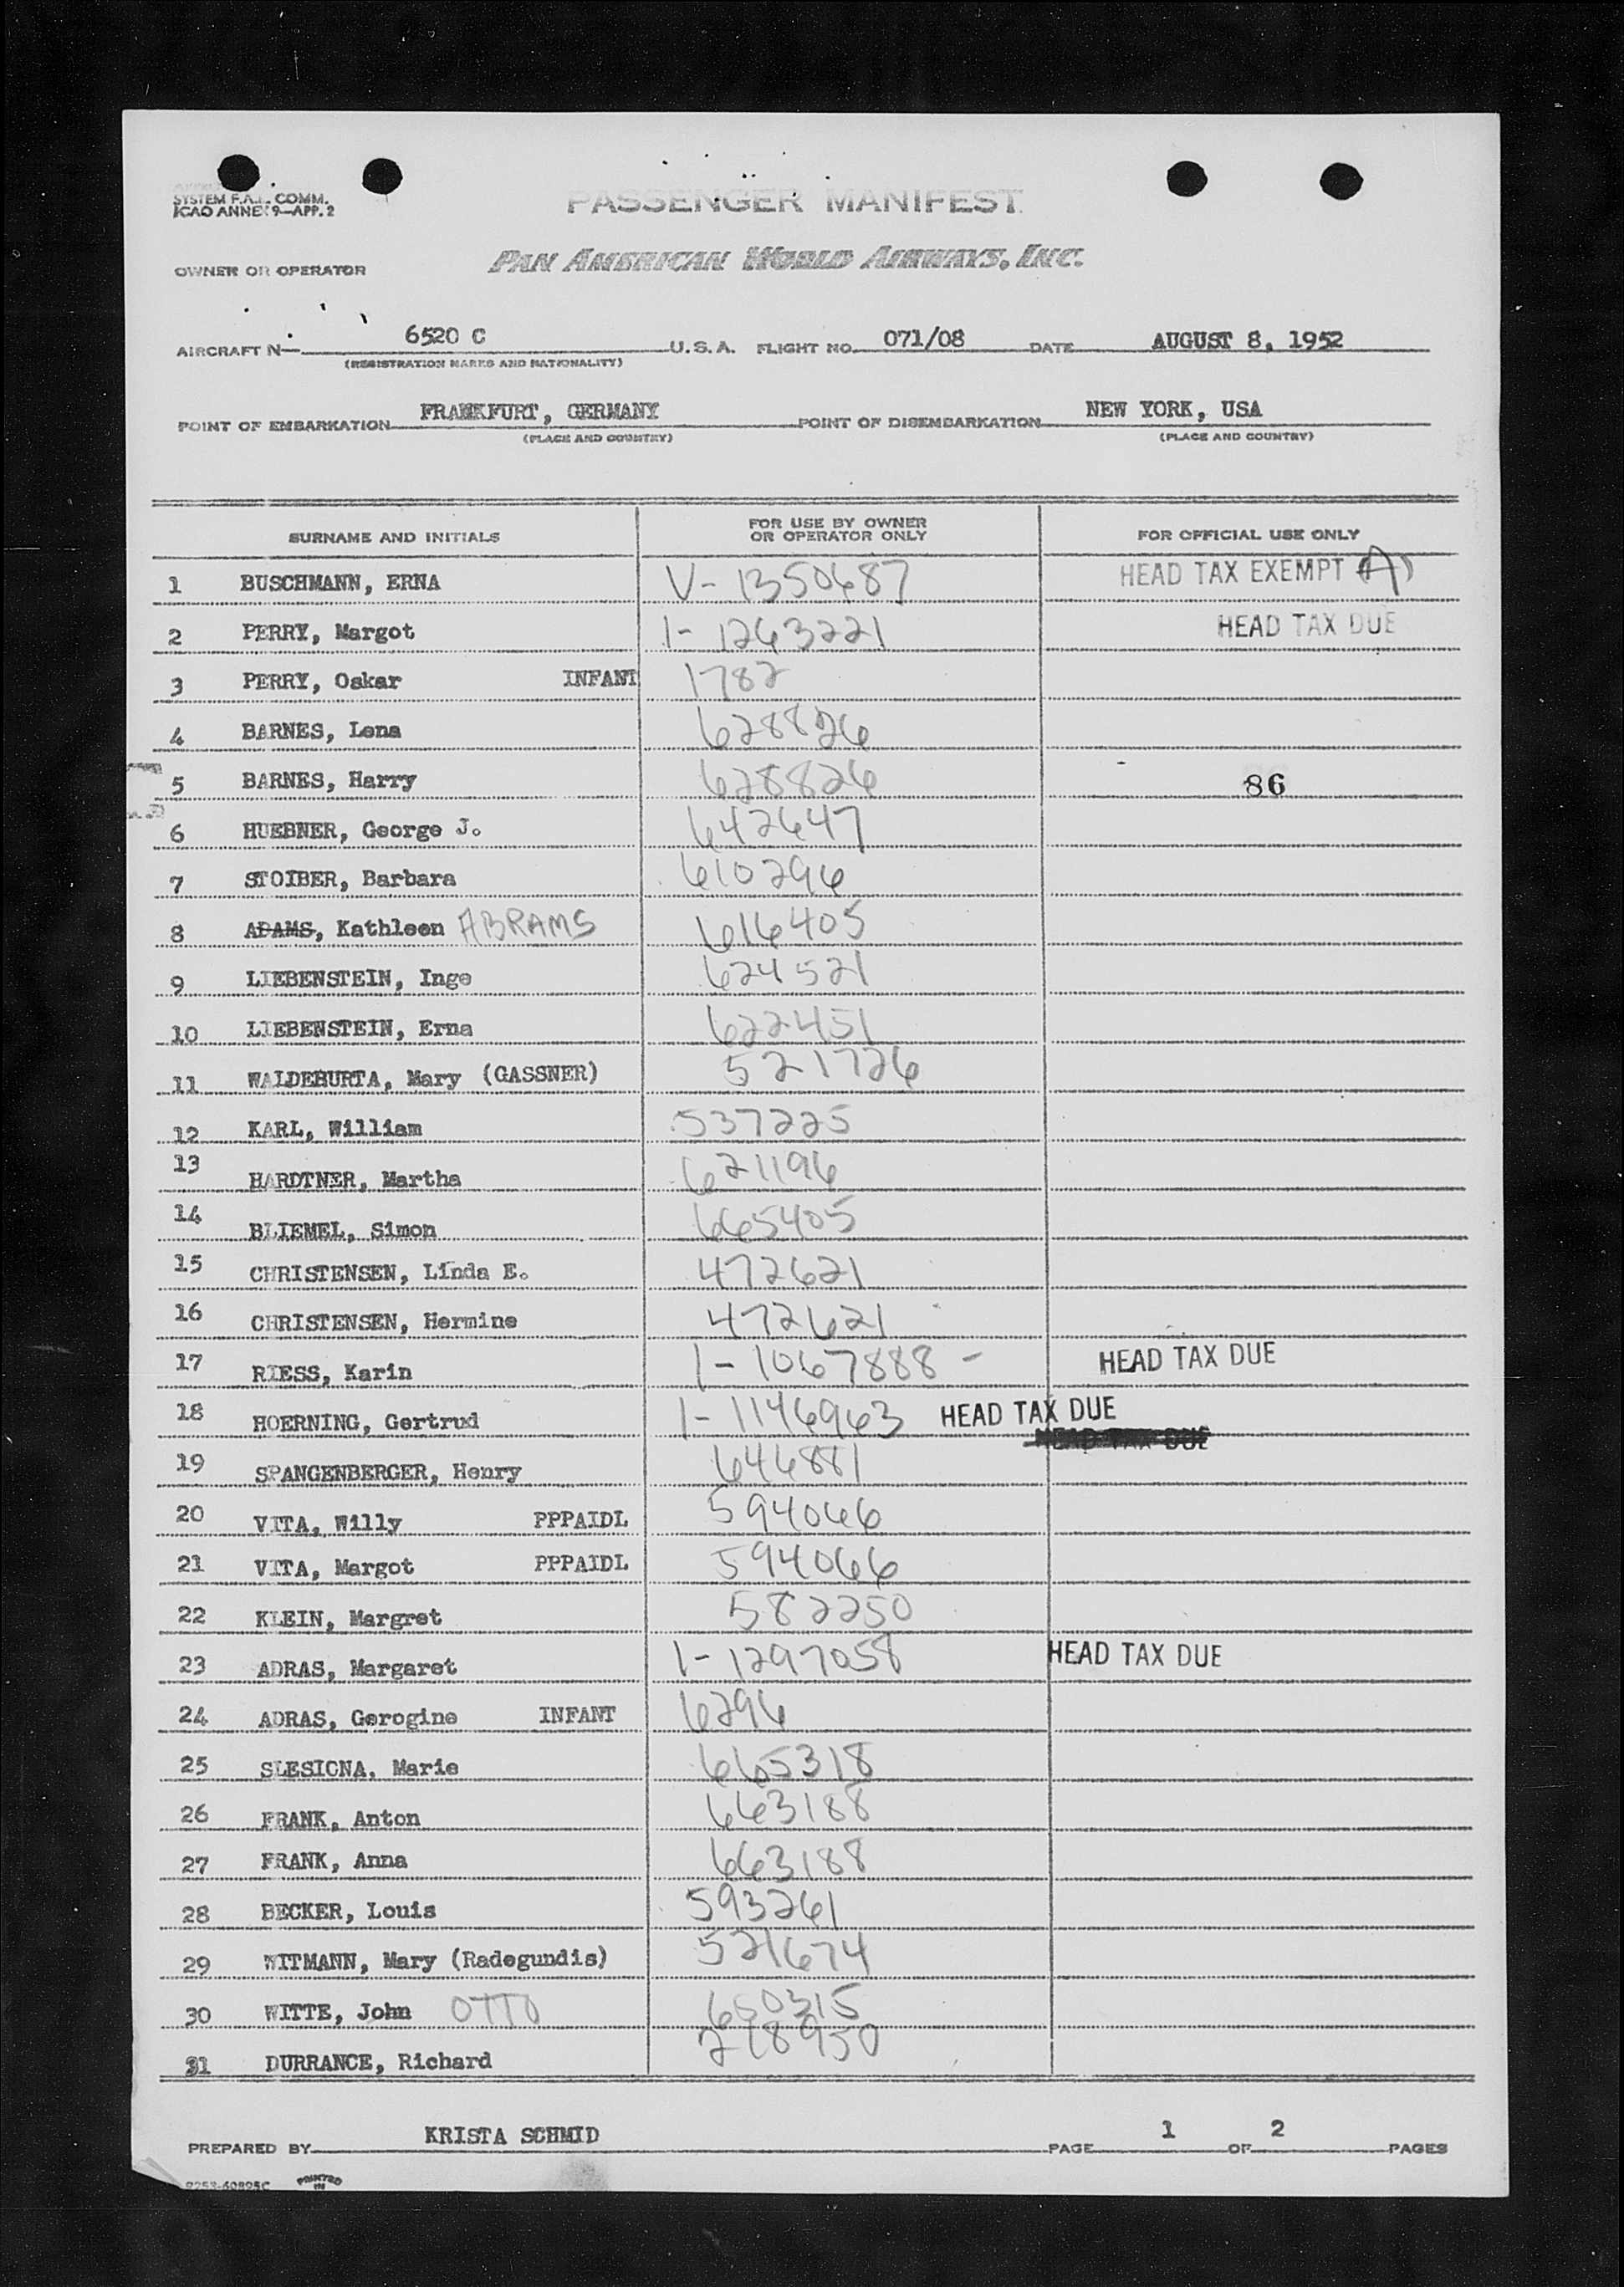 SYSTEM F.A.L. COMM.
ICAO ANNEX 9—APP. 2
PASSENGER MANIFEST
OWNER OR OPERATOR PAN AMERICAN WORLD AIRWAYS, INC.
AIRCRAFT N— 6520 C U.S.A. FLIGHT NO. 071/08 DATE AUGUST 8, 1952
(REGISTRATION MARKS AND NATIONALITY)
POINT OF EMBARKATION FRANKFURT, GERMANY POINT OF DISEMBARKATION NEW YORK, USA
(PLACE AND COUNTRY) (PLACE AND COUNTRY)
SURNAME AND INITIALS FOR USE BY OWNER OR OPERATOR ONLY FOR OFFICIAL USE ONLY
1 BUSCHMANN, ERNA V-1350687 HEAD TAX EXEMPT (A)
2 PERRY, Margot 1-1263221 HEAD TAX DUE
3 PERRY, Oskar INFANT 1782
4 BARNES, Lena 628826
5 BARNES, Harry 628826 86
6 HUEBNER, George J. 642647
7 STOIBER, Barbara 610296
8 ADAMS, Kathleen ABRAMS 616405
9 LIEBENSTEIN, Inge 624521
10 LIEBENSTEIN, Erna 622451
11 WALDEBURTA, Mary (GASSNER) 521726
12 KARL, William 537225
13 HARDTNER, Martha 621196
14 BLIEMEL, Simon 665405
15 CHRISTENSEN, Linda E. 472621
16 CHRISTENSEN, Hermine 472621
17 RIESS, Karin 1-1067888 - HEAD TAX DUE
18 HOERNING, Gertrud 1-1146963 HEAD TAX DUE
HEAD TAX DUE
19 SPANGENBERGER, Henry 646881
20 VITA, Willy PPPAIDL 594066
21 VITA, Margot PPPAIDL 594066
22 KLEIN, Margret 582250
23 ADRAS, Margaret 1-1297058 HEAD TAX DUE
24 ADRAS, Gerogine INFANT 6296
25 SLESIONA, Marie 665318
26 FRANK, Anton 663188
27 FRANK, Anna 663188
28 BECKER, Louis 593261
29 WITMANN, Mary (Radegundis) 521674
30 WITTE, John OTTO 650315
31 DURRANCE, Richard 218950
PREPARED BY KRISTA SCHMID PAGE 1 OF 2 PAGES
PRINTED IN